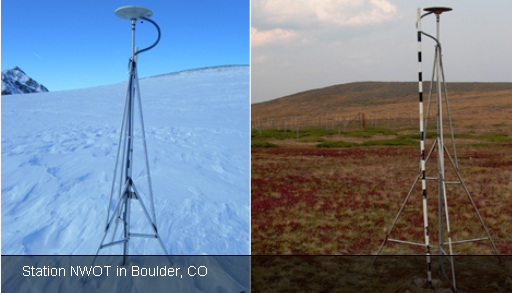 Station NWOT in Boulder, CO